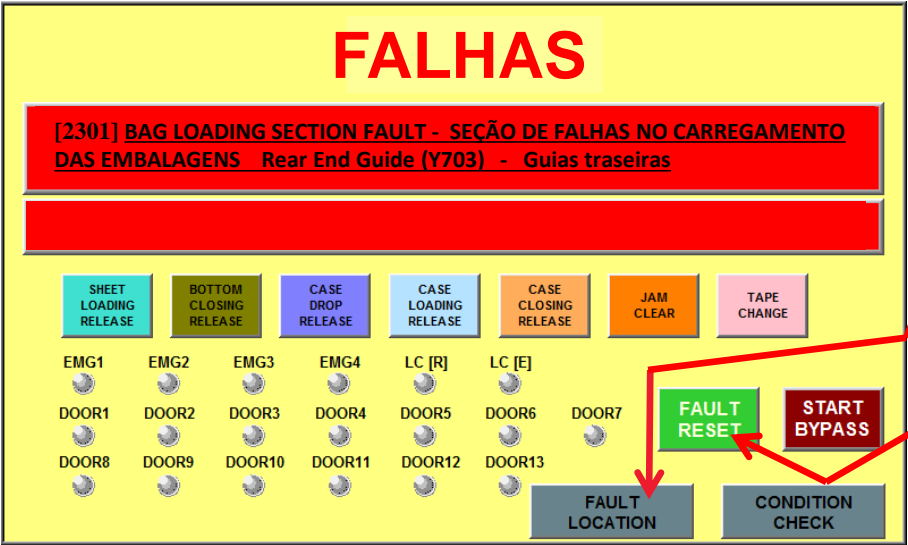 FALHAS
[2301] BAG LOADING SECTION FAULT - SEÇÃO DE FALHAS NO CARREGAMENTO
DAS EMBALAGENS Rear End Guide (Y703) - Guias traseiras
SHEET
LOADING
RELEASE
BOTTOM
CLOSING
RELEASE
CASE
DROP
RELEASE
CASE
LOADING
RELEASE
CASE
CLOSING
RELEASE
JAM
CLEAR
TAPE
CHANGE
EMG1 EMG2 EMG3 EMG4 LC [R] LC [E]
DOOR1 DOOR2 DOOR3 DOOR4 DOOR5 DOOR6 DOOR7
FAULT
RESET
START
BYPASS
DOOR8 DOOR9 DOOR10 DOOR11 DOOR12 DOOR13
FAULT
LOCATION
CONDITION
CHECK